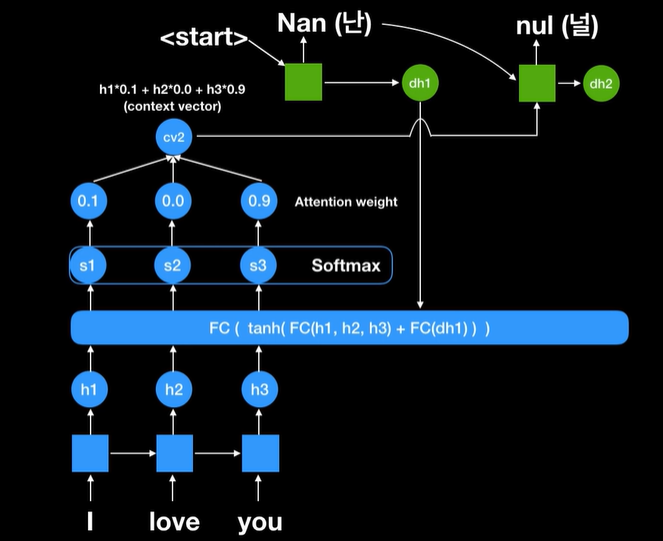 <start>
Nan (난)
nul (널)
dh1
dh2
h1*0.1 + h2*0.0 + h3*0.9
(context vector)
cv2
0.1 0.0 0.9 Attention weight
s1 s2 s3 Softmax
FC ( tanh( FC(h1, h2, h3) + FC(dh1) ) )
h1 h2 h3
I love you